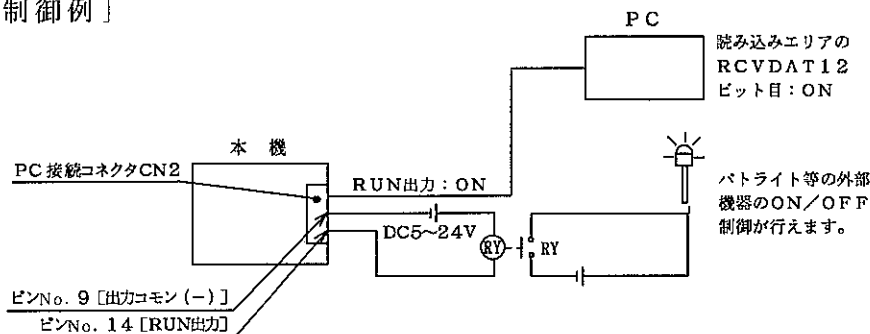 制御例］
PC
読み込みエリアの
RCVDAT12
ビット目：ON
本 機
PC接続コネクタCN2
RUN出力：ON
パトライト等の外部
機器のON／OFF
制御が行えます。
DC5〜24V
RY
RY
ピンNo. 9［出力コモン（−）］
ピンNo. 14［RUN出力］